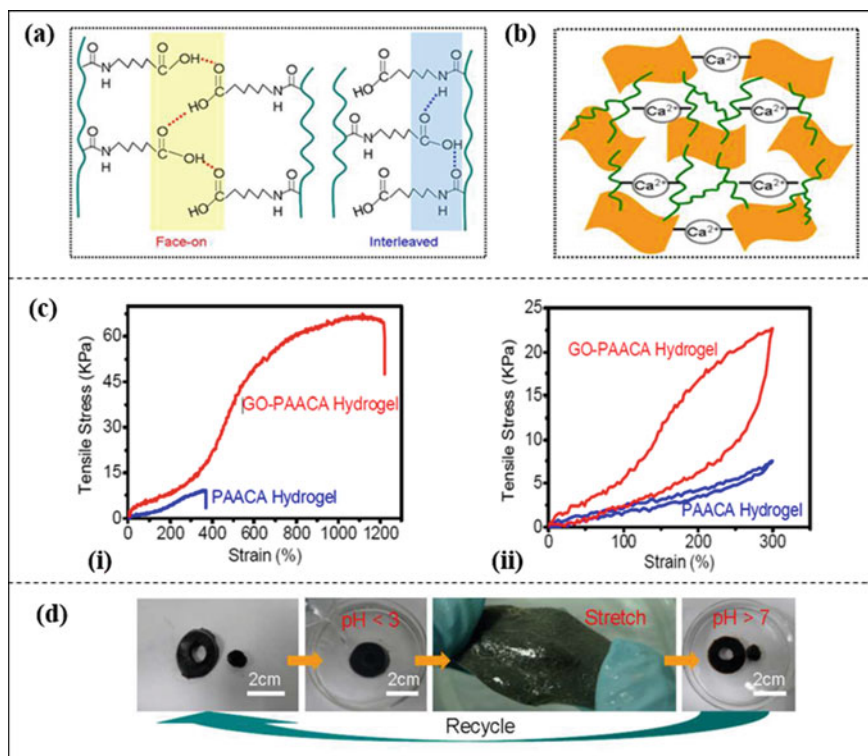 (a)
O
OH
O
N
H
HO
O
N
H
O
N
H
O
OH
O
HO
O
N
H
Face-on
O
HO
N
H
O
O
N
H
O
OH
O
HO
N
H
O
Interleaved
(b)
Ca2+
Ca2+ Ca2+
Ca2+ Ca2+
Ca2+
(c)
Tensile Stress (KPa)
60
45
30
15
0
GO-PAACA Hydrogel
PAACA Hydrogel
0 200 400 600 800 1000 1200
Strain (%)
(i)
Tensile Stress (KPa)
25
20
15
10
5
0
GO-PAACA Hydrogel
PAACA Hydrogel
0 100 200 300
Strain (%)
(ii)
(d)
2cm
pH < 3
2cm
Stretch
pH > 7
2cm
Recycle